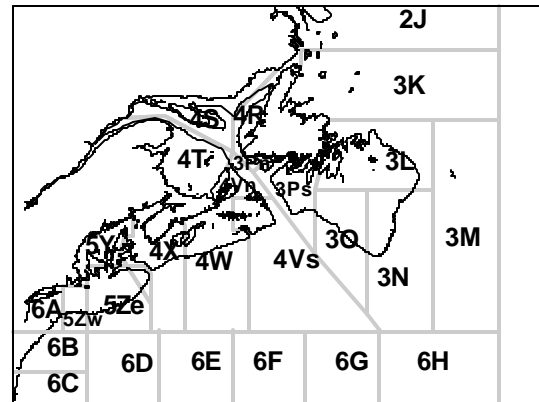 2J
3K
4S 4R
4T 3L
3Pn
4Vn 3Ps
5Y 4X 4W 4Vs 3O 3M
3N
6A 5Zw 5Ze
6B
6D 6E 6F 6G 6H
6C